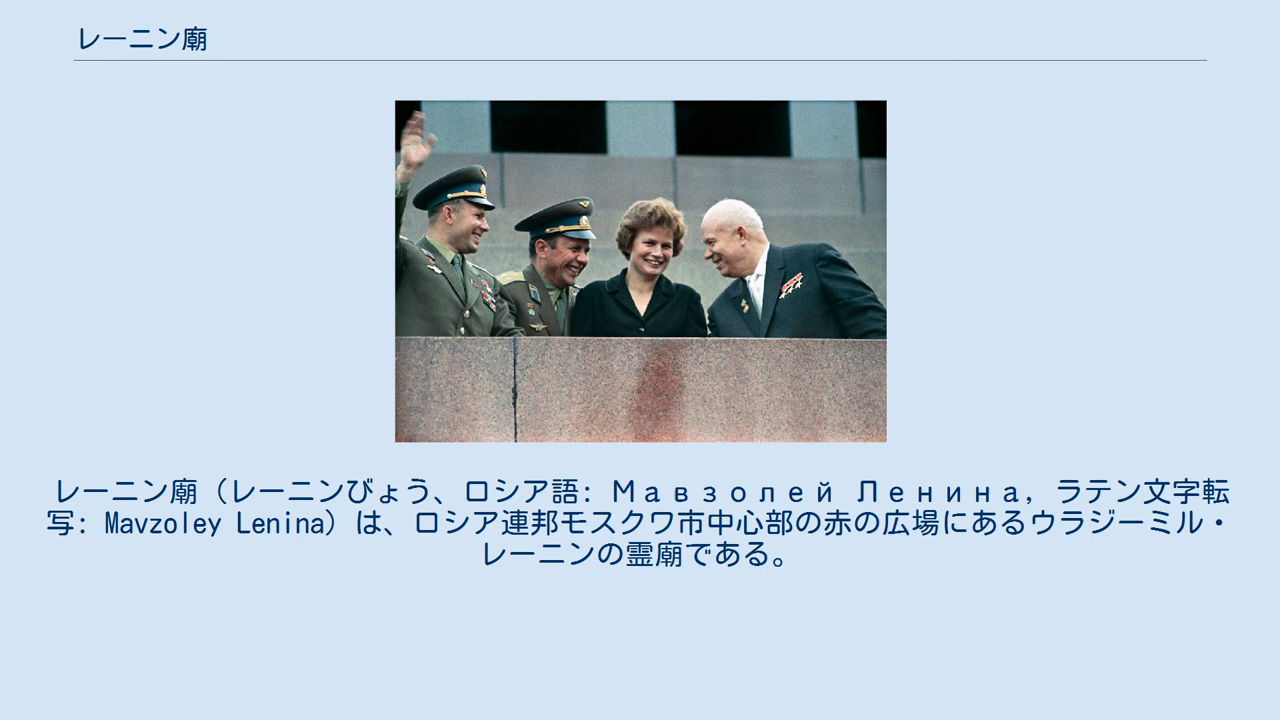 レーニン廟
レーニン廟（レーニンびょう、ロシア語: Мавзолей Ленина, ラテン文字転
写: Mavzoley Lenina）は、ロシア連邦モスクワ市中心部の赤の広場にあるウラジーミル・
レーニンの霊廟である。